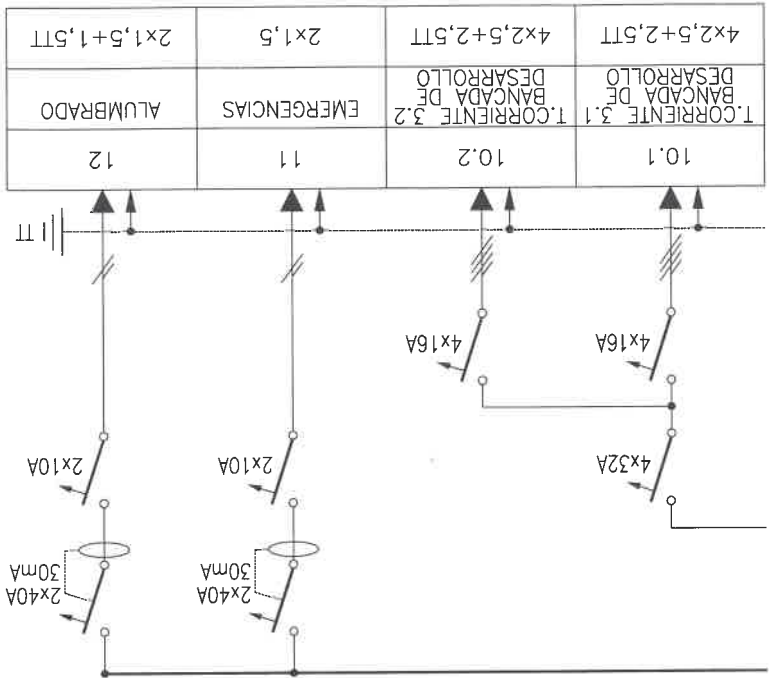 2x40A
30mA
2x40A
30mA
4x32A
2x10A
2x10A
4x16A
4x16A
TT
10.1
10.2
11
12
T.CORRIENTE 3.1
BANCADA DE
DESARROLLO
T.CORRIENTE 3.2
BANCADA DE
DESARROLLO
EMERGENCIAS
ALUMBRADO
4x2,5+2,5TT
4x2,5+2,5TT
2x1,5
2x1,5+1,5TT